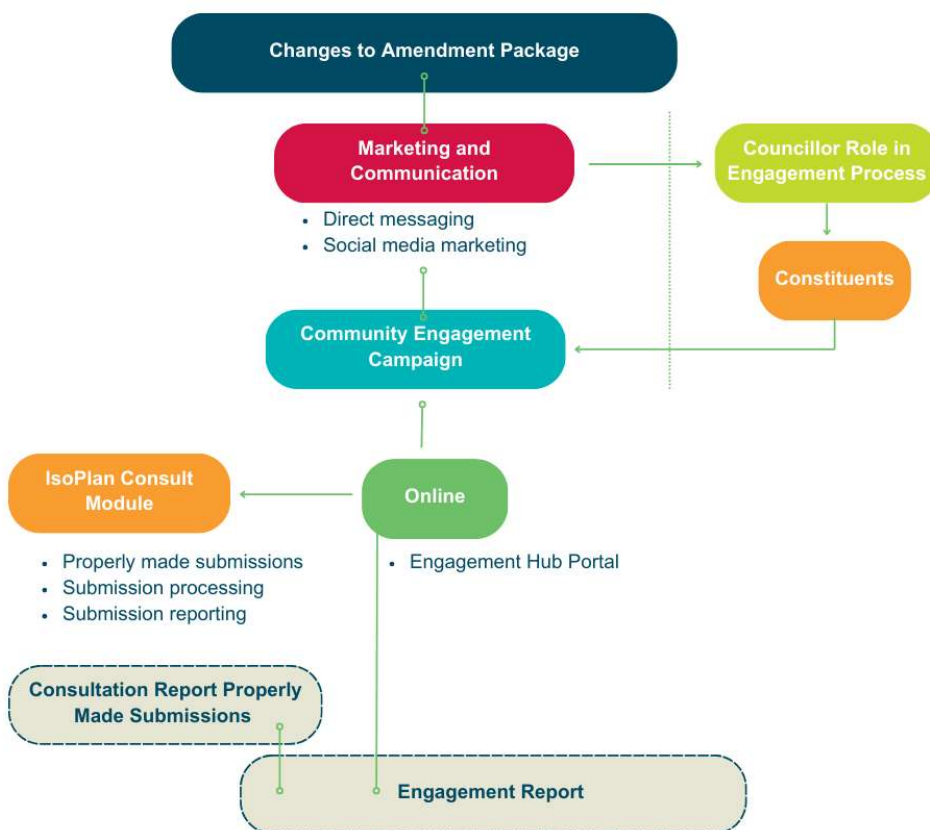 Changes to Amendment Package
Marketing and
Communication
• Direct messaging
• Social media marketing
Councillor Role in
Engagement Process
Constituents
Community Engagement
Campaign
IsoPlan Consult
Module
• Properly made submissions
• Submission processing
• Submission reporting
Online
• Engagement Hub Portal
Consultation Report Properly
Made Submissions
Engagement Report